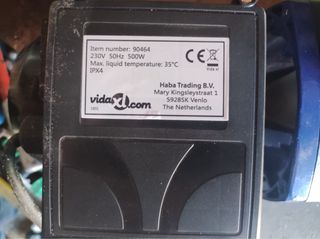 Item number: 90464
230V 50Hz 500W
Max. liquid temperature: 35°C
IPX4
CE
vidaXL.com
Haba Trading B.V.
Mary Kingsleystraat 1
5928SK Venlo
The Netherlands